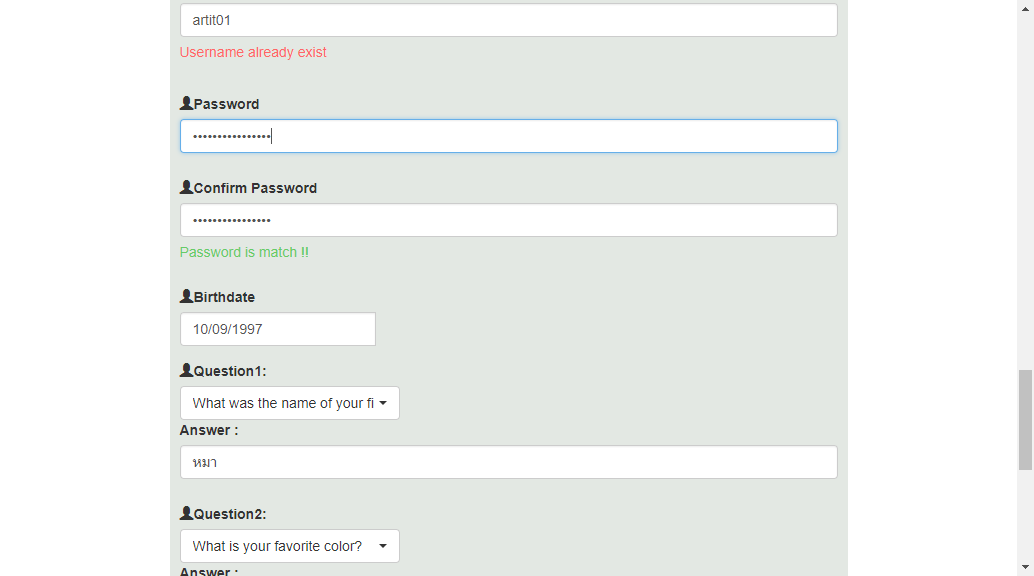 artit01
Username already exist
Password
••••••••••••••••
Confirm Password
••••••••••••••••
Password is match !!
Birthdate
10/09/1997
Question1:
What was the name of your fi
Answer :
หมา
Question2:
What is your favorite color?
Answer :